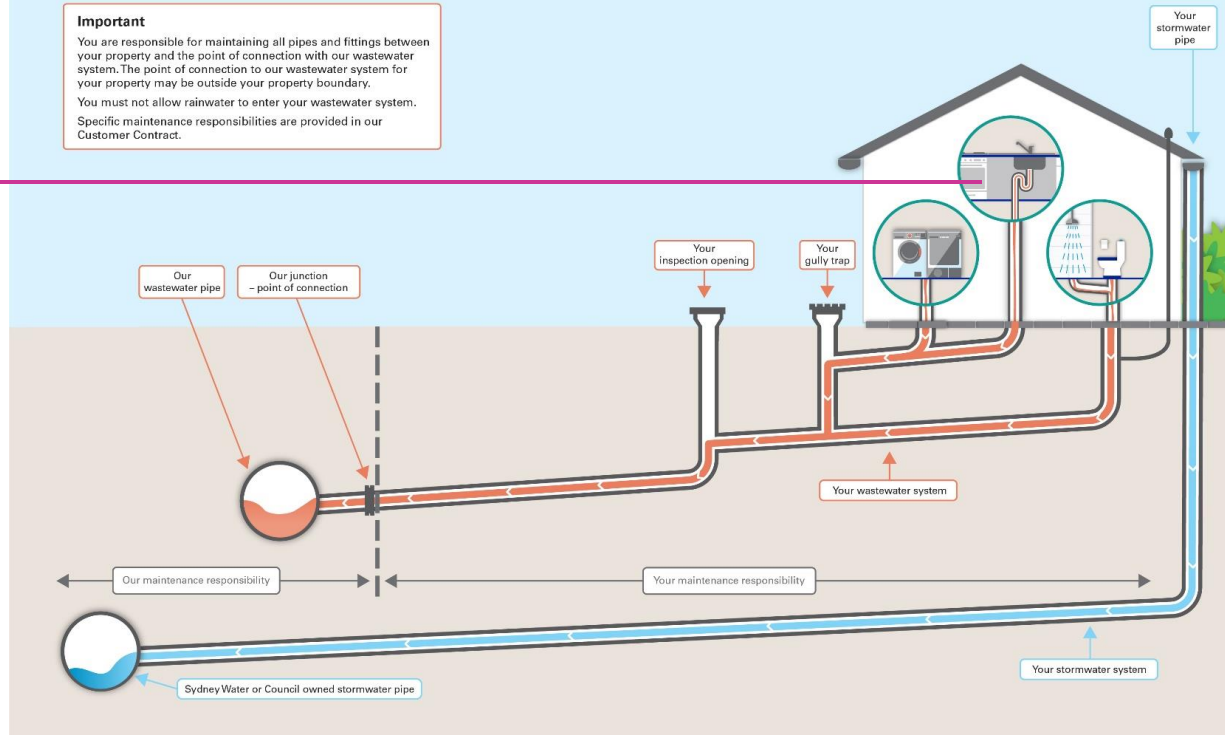 Important
You are responsible for maintaining all pipes and fittings between
your property and the point of connection with our wastewater
system. The point of connection to our wastewater system for
your property may be outside your property boundary.
You must not allow rainwater to enter your wastewater system.
Specific maintenance responsibilities are provided in our
Customer Contract.
Your
stormwater
pipe
Our
wastewater pipe
Our junction
– point of connection
Your
inspection opening
Your
gully trap
Your wastewater system
Our maintenance responsibility
Your maintenance responsibility
Your stormwater system
Sydney Water or Council owned stormwater pipe